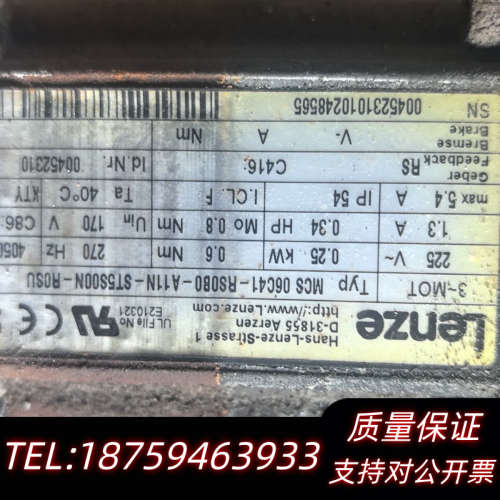 Lenze
Hans-Lenze-Strasse 1
D-31855 Aerzen
http://www.Lenze.com
UL File No
E210321
3~MOT Typ MCS 06C41-RS0B0-A11N-ST5S00N-R0SU
225 V~ 0.25 kW 0.6 Nm 270 Hz 4050
1.3 A 0.34 HP Mo 0.8 Nm Uin 170 V C86
max 5.4 A IP 54 I.CL. F Ta 40°C KTY
Geber
Feedback RS C416 Id.Nr. 00452310
Bremse
Brake V- A Nm
SN 0045231010248565
TEL:18759463933
质量保证
支持对公开票